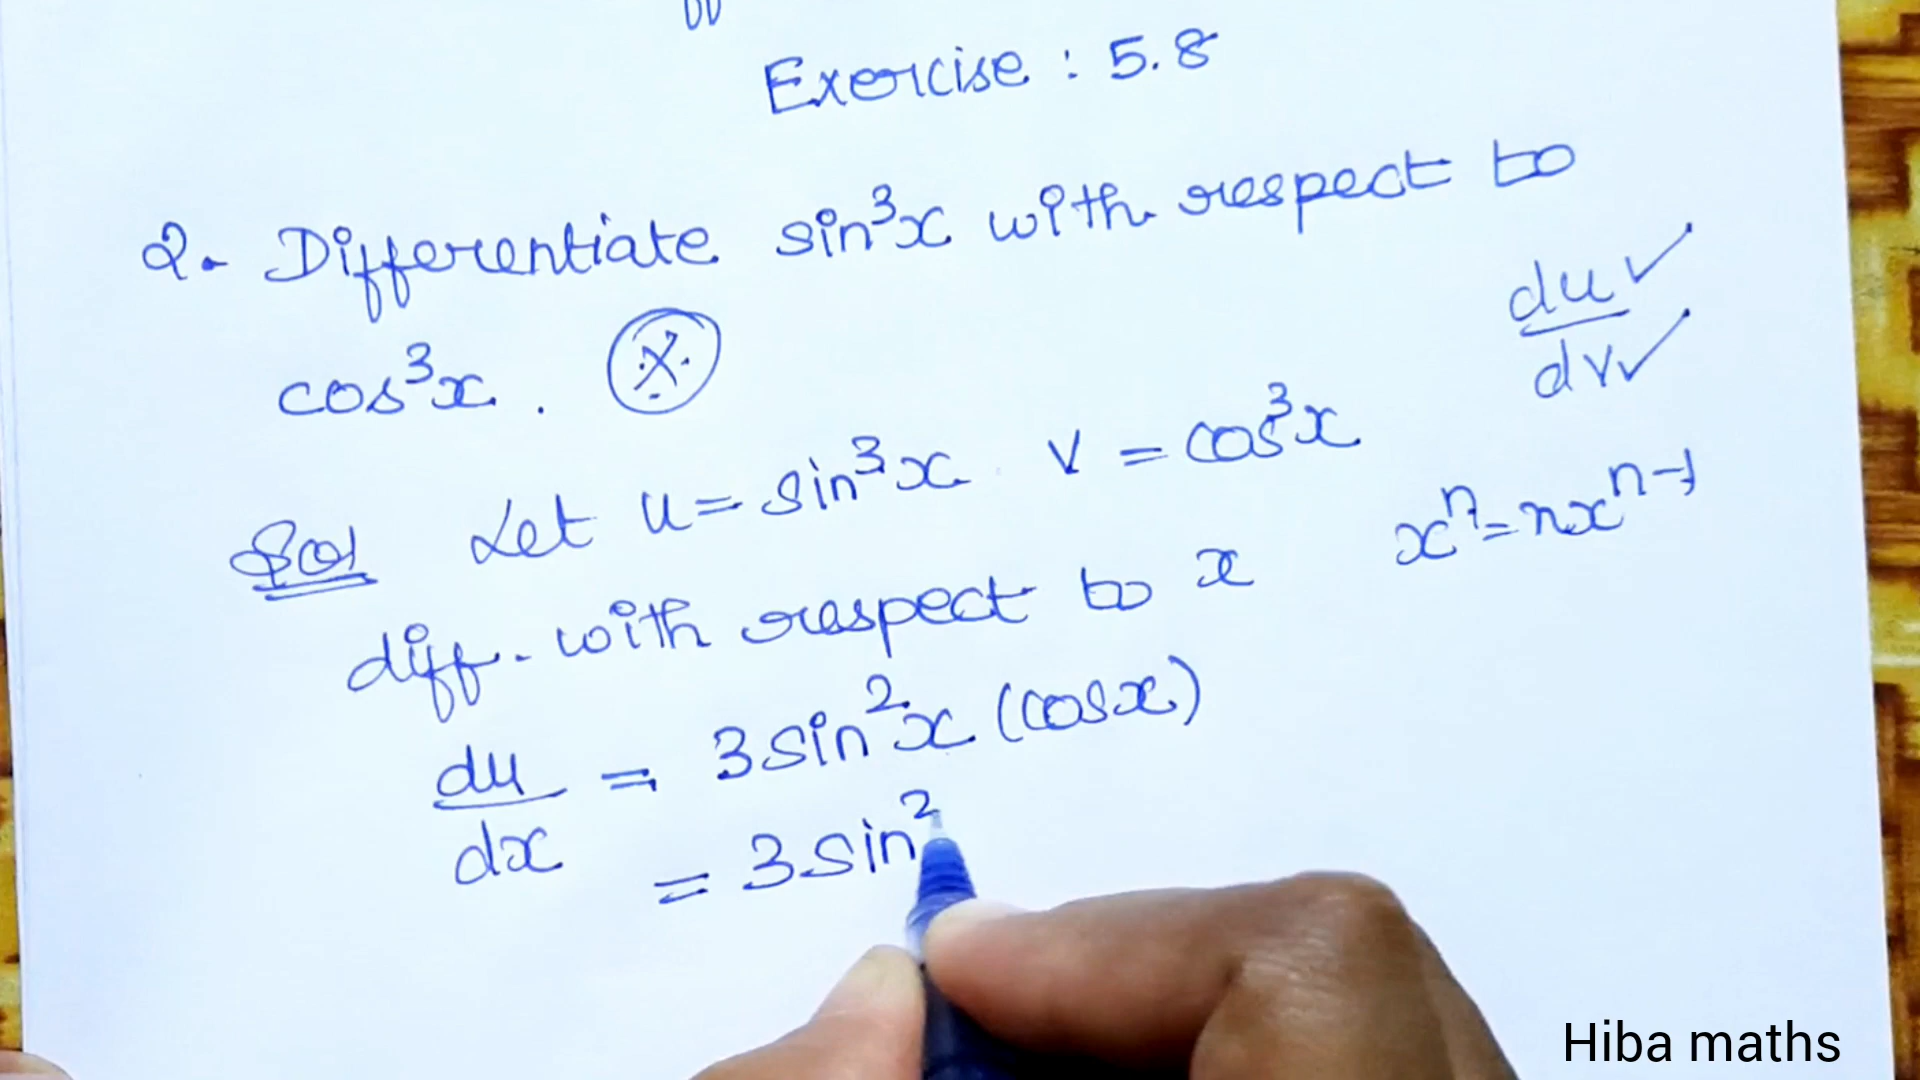 Exercise : 5.8
2. Differentiate sin³x with respect to
cos³x.
du
dv
Sol Let u = sin³x v = cos³x
xⁿ = nxⁿ⁻¹
diff. with respect to x
du/dx = 3sin²x (cosx)
= 3sin²
Hiba maths